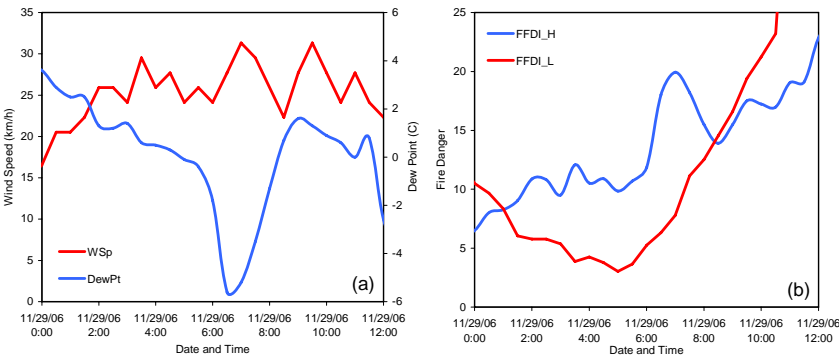 35
30
25
20
15
10
5
0
Wind Speed (km/h)
6
4
2
0
-2
-4
-6
Dew Point (C)
WSp
DewPt
(a)
11/29/06 11/29/06 11/29/06 11/29/06 11/29/06 11/29/06 11/29/06
0:00 2:00 4:00 6:00 8:00 10:00 12:00
Date and Time
25
20
15
10
5
0
Fire Danger
FFDI_H
FFDI_L
(b)
11/29/06 11/29/06 11/29/06 11/29/06 11/29/06 11/29/06 11/29/06
0:00 2:00 4:00 6:00 8:00 10:00 12:00
Date and Time